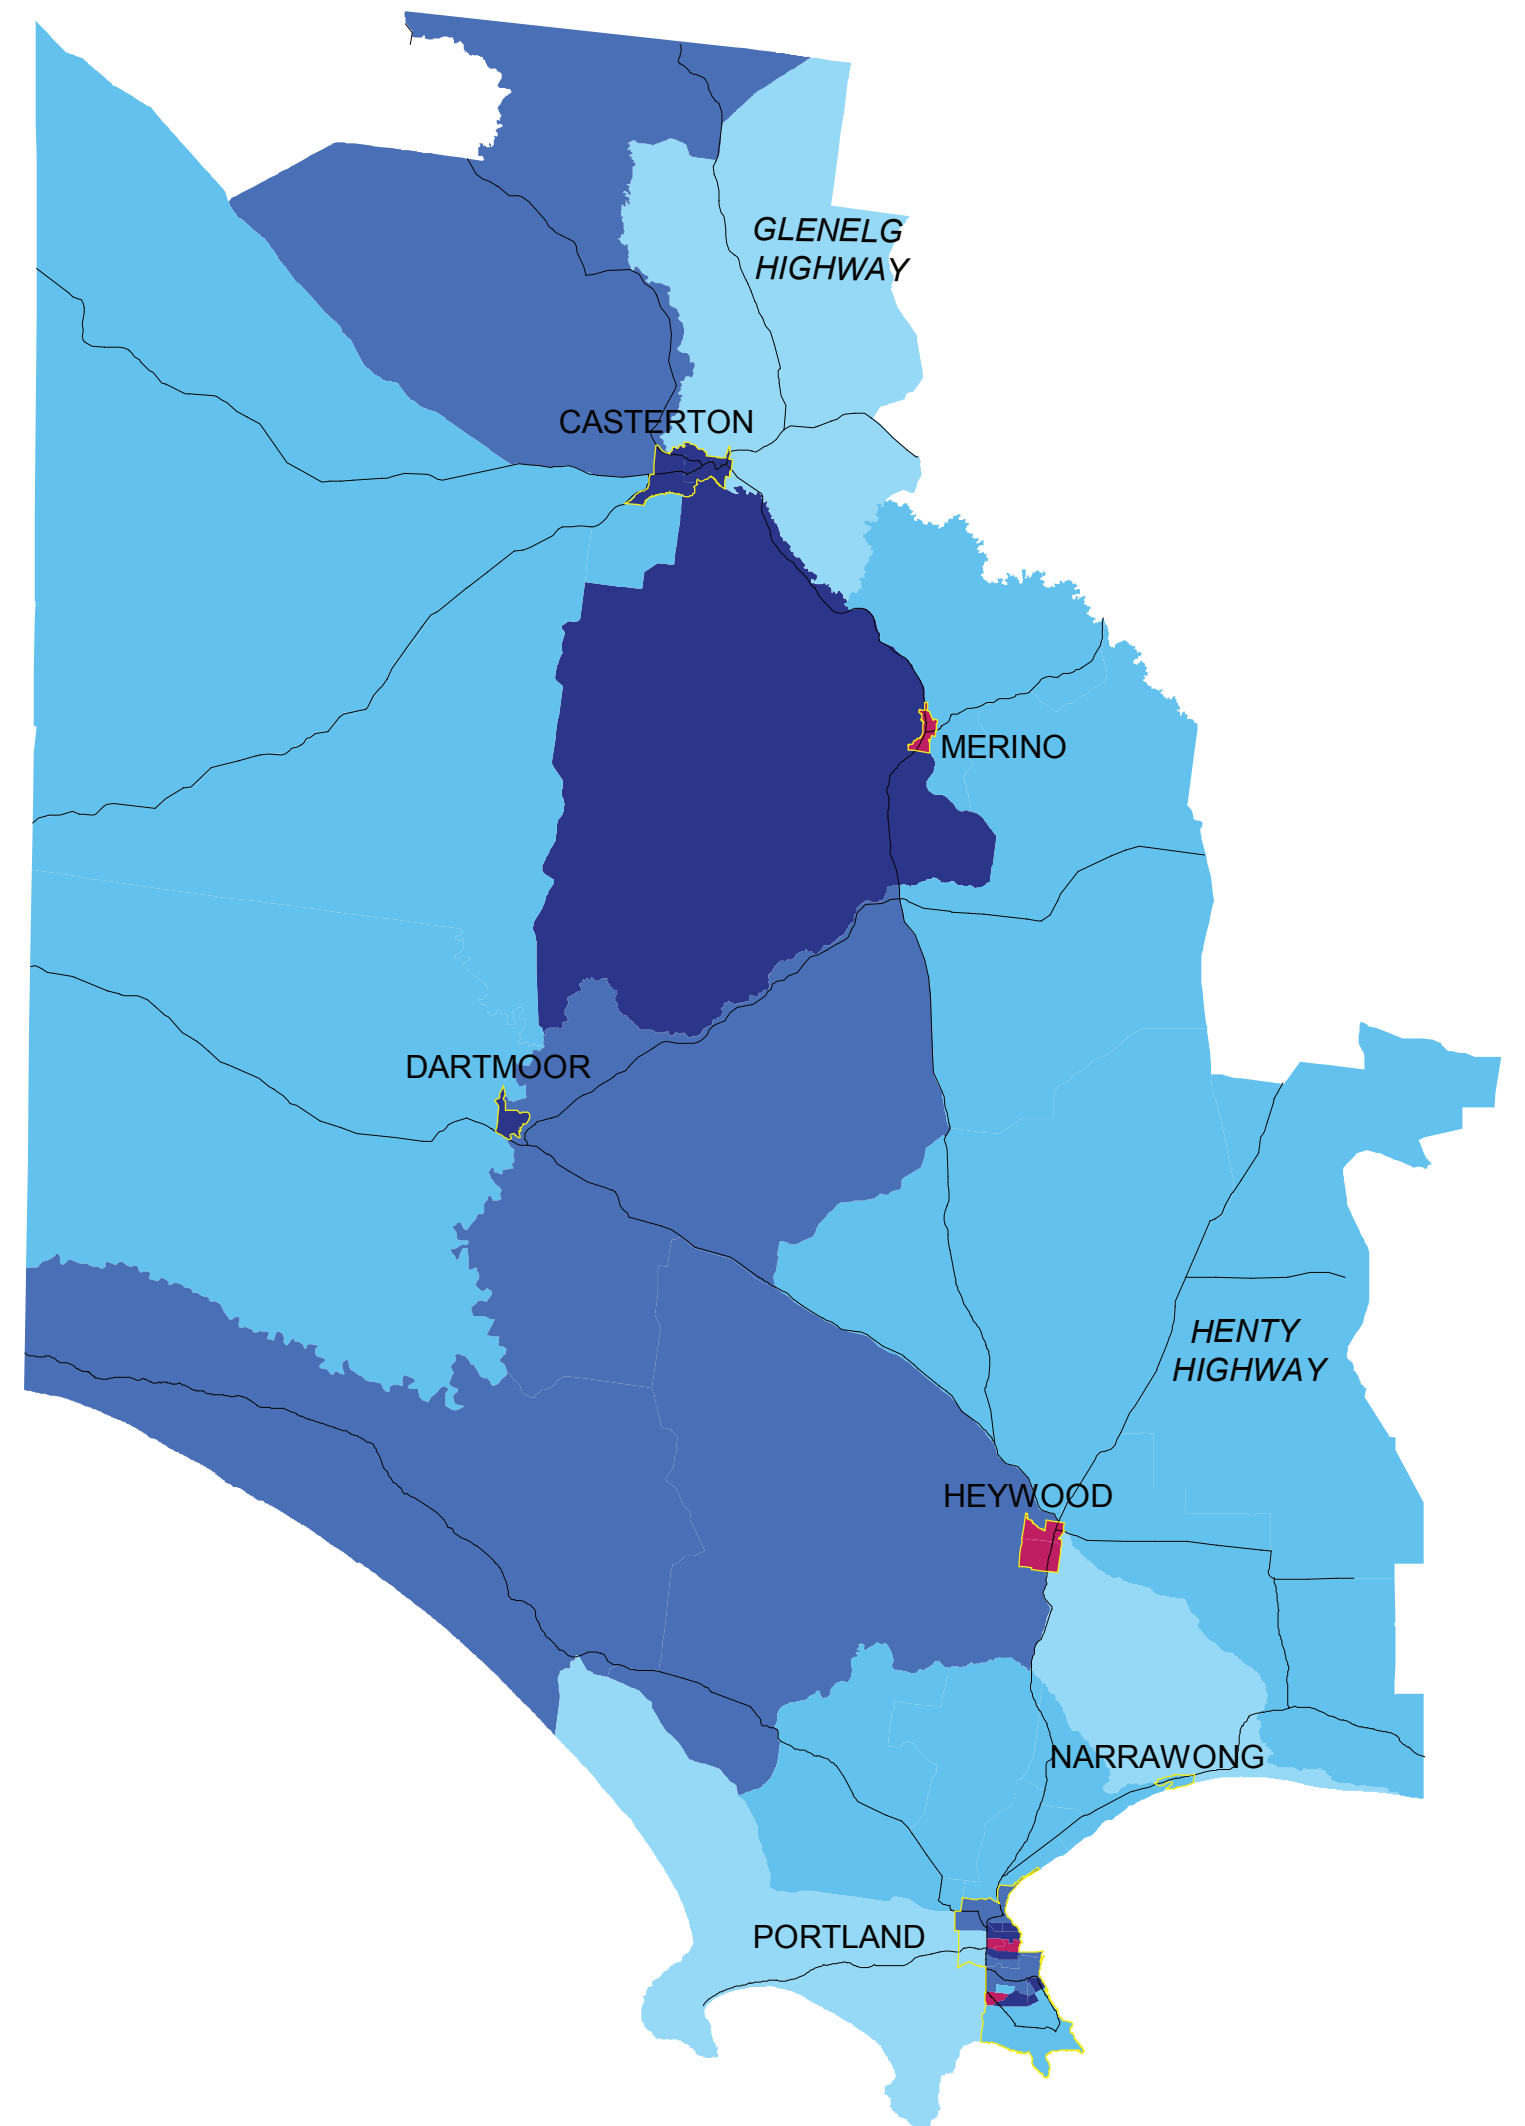 GLENELG
HIGHWAY
CASTERTON
MERINO
DARTMOOR
HENTY
HIGHWAY
HEYWOOD
NARRAWONG
PORTLAND